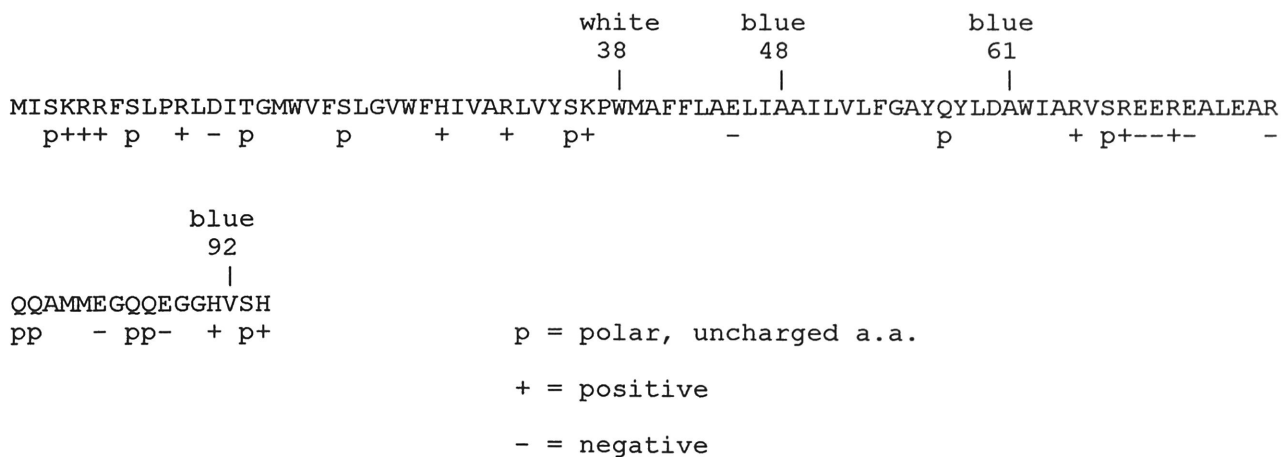 white blue blue
38 48 61
| | |
MISKRRFSLPRLDITGMWVFSLGVWFHIVARLVYSKPWMAFFLAELIAAILVLFGAYQYLDAWIARVSREEREALEAR
p+++ p + - p p + + p+ - p + p+--+- -
blue
92
|
QQAMMEGQQEGGHVSH
pp - pp- + p+ p = polar, uncharged a.a.
+ = positive
- = negative